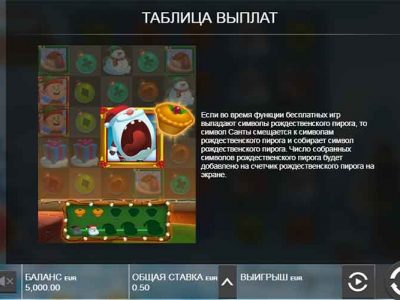 ТАБЛИЦА ВЫПЛАТ
Если во время функции бесплатных игр
выпадают символы рождественского пирога, то
символ Санты смещается к символам
рождественского пирога и собирает символ
рождественского пирога. Число собранных
символов рождественского пирога будет
добавлено на счетчик рождественского пирога на
экране.
БАЛАНС EUR
5,000.00
ОБЩАЯ СТАВКА EUR
0.50
ВЫИГРЫШ EUR